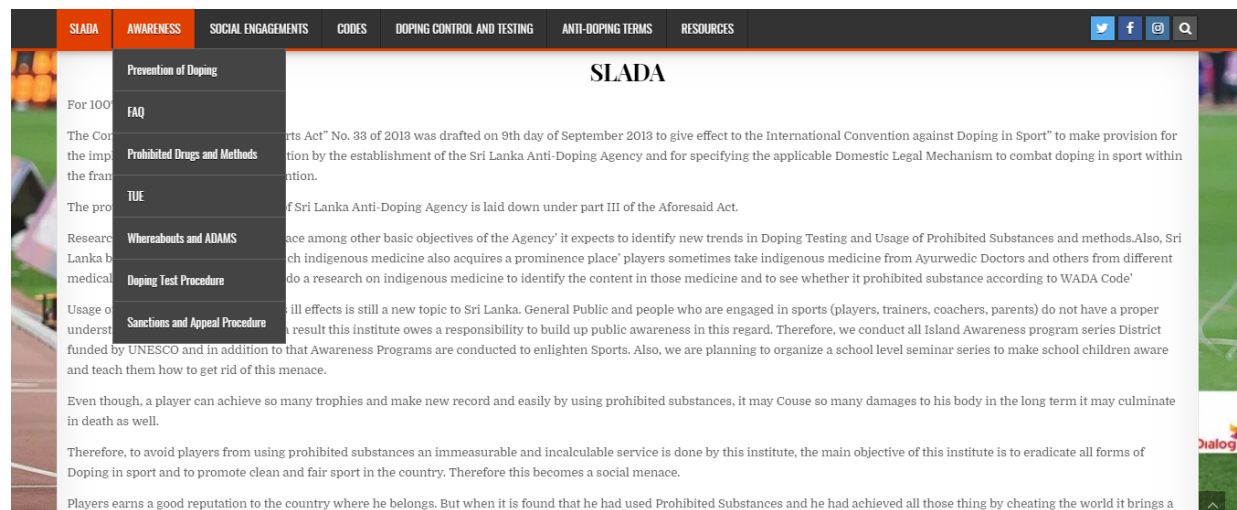 SLADA AWARENESS SOCIAL ENGAGEMENTS CODES DOPING CONTROL AND TESTING ANTI-DOPING TERMS RESOURCES
Prevention of Doping
FAQ
Prohibited Drugs and Methods
TUE
Whereabouts and ADAMS
Doping Test Procedure
Sanctions and Appeal Procedure
SLADA
For 100
The Con rts Act” No. 33 of 2013 was drafted on 9th day of September 2013 to give effect to the International Convention against Doping in Sport” to make provision for
the imp tion by the establishment of the Sri Lanka Anti-Doping Agency and for specifying the applicable Domestic Legal Mechanism to combat doping in sport within
the fram ntion.
The pro of Sri Lanka Anti-Doping Agency is laid down under part III of the Aforesaid Act.
Researc ace among other basic objectives of the Agency’ it expects to identify new trends in Doping Testing and Usage of Prohibited Substances and methods.Also, Sri
Lanka b ch indigenous medicine also acquires a prominence place’ players sometimes take indigenous medicine from Ayurwedic Doctors and others from different
medical do a research on indigenous medicine to identify the content in those medicine and to see whether it prohibited substance according to WADA Code’
Usage o ill effects is still a new topic to Sri Lanka. General Public and people who are engaged in sports (players, trainers, coachers, parents) do not have a proper
underst a result this institute owes a responsibility to build up public awareness in this regard. Therefore, we conduct all Island Awareness program series District
funded by UNESCO and in addition to that Awareness Programs are conducted to enlighten Sports. Also, we are planning to organize a school level seminar series to make school children aware
and teach them how to get rid of this menace.
Even though, a player can achieve so many trophies and make new record and easily by using prohibited substances, it may Couse so many damages to his body in the long term it may culminate
in death as well.
Therefore, to avoid players from using prohibited substances an immeasurable and incalculable service is done by this institute, the main objective of this institute is to eradicate all forms of
Doping in sport and to promote clean and fair sport in the country. Therefore this becomes a social menace.
Players earns a good reputation to the country where he belongs. But when it is found that he had used Prohibited Substances and he had achieved all those thing by cheating the world it brings a
Dialog